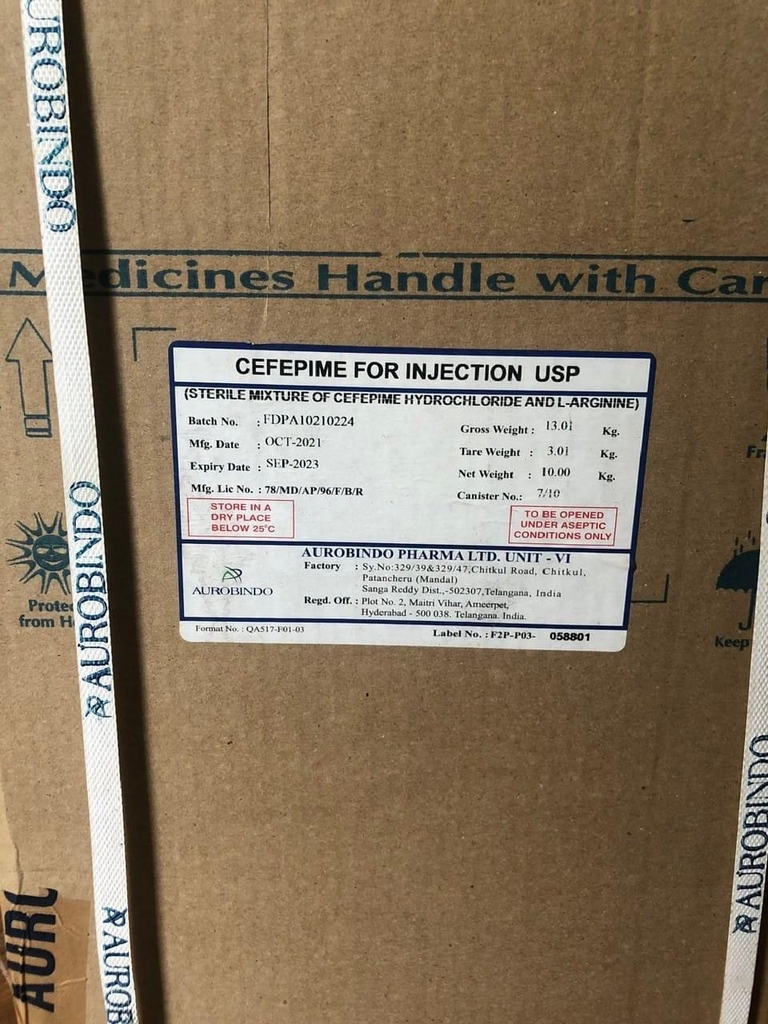 UROBINDO
Medicines Handle with Car
CEFEPIME FOR INJECTION USP
(STERILE MIXTURE OF CEFEPIME HYDROCHLORIDE AND L-ARGININE)
Batch No. : FDPA10210224
Mfg. Date : OCT-2021
Expiry Date : SEP-2023
Mfg. Lic No. : 78/MD/AP/96/F/B/R
Gross Weight : 13.01 Kg.
Tare Weight : 3.01 Kg.
Net Weight : 10.00 Kg.
Canister No.: 7/10
STORE IN A
DRY PLACE
BELOW 25°C
TO BE OPENED
UNDER ASEPTIC
CONDITIONS ONLY
AUROBINDO
AUROBINDO PHARMA LTD. UNIT - VI
Factory : Sy.No:329/39&329/47,Chitkul Road, Chitkul,
Patancheru (Mandal)
Sanga Reddy Dist.,-502307,Telangana, India
Regd. Off. : Plot No. 2, Maitri Vihar, Ameerpet,
Hyderabad - 500 038. Telangana. India.
Format No. : QA517-F01-03
Label No. : F2P-P03- 058801
Protec
from H
Fr
Keep
AUROBINDO
AUROBINDO
AURO
AUROB